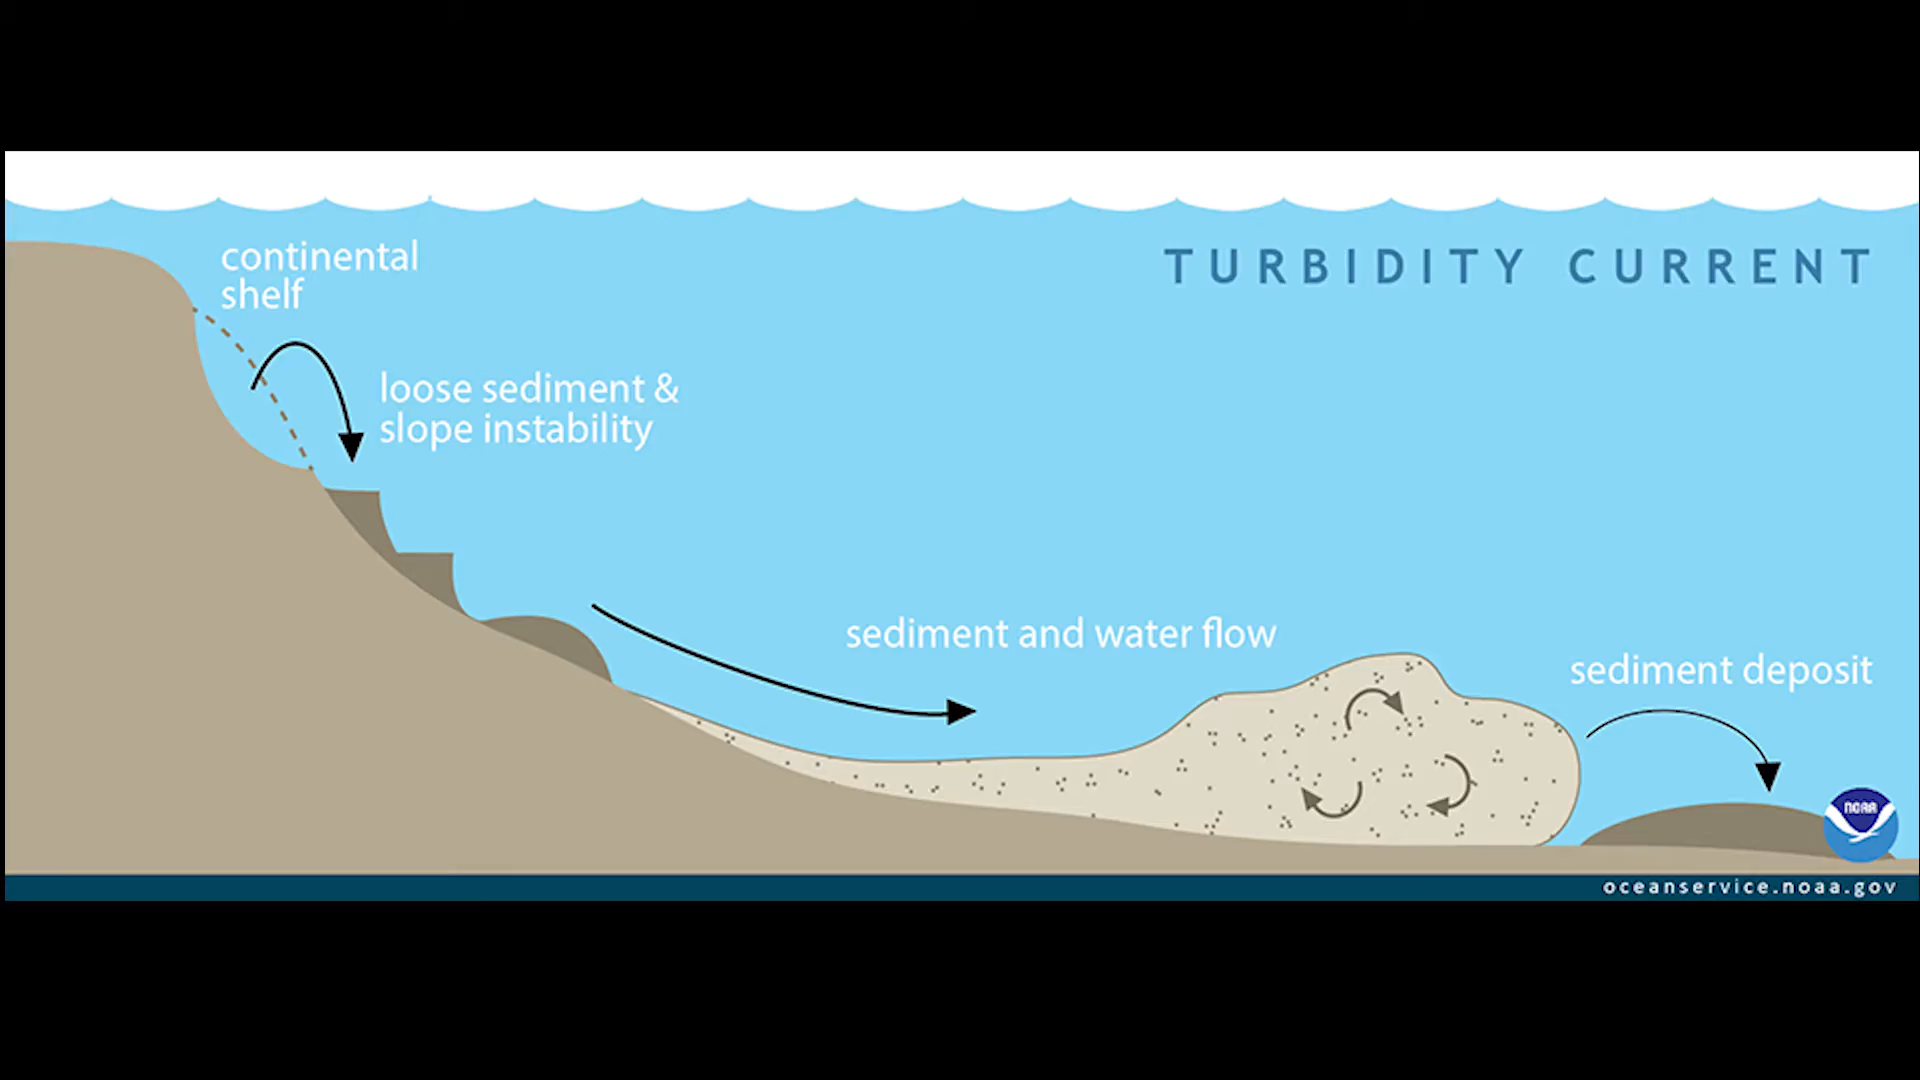 continental
shelf
TURBIDITY CURRENT
loose sediment &
slope instability
sediment and water flow
sediment deposit
NOAA
oceanservice.noaa.gov